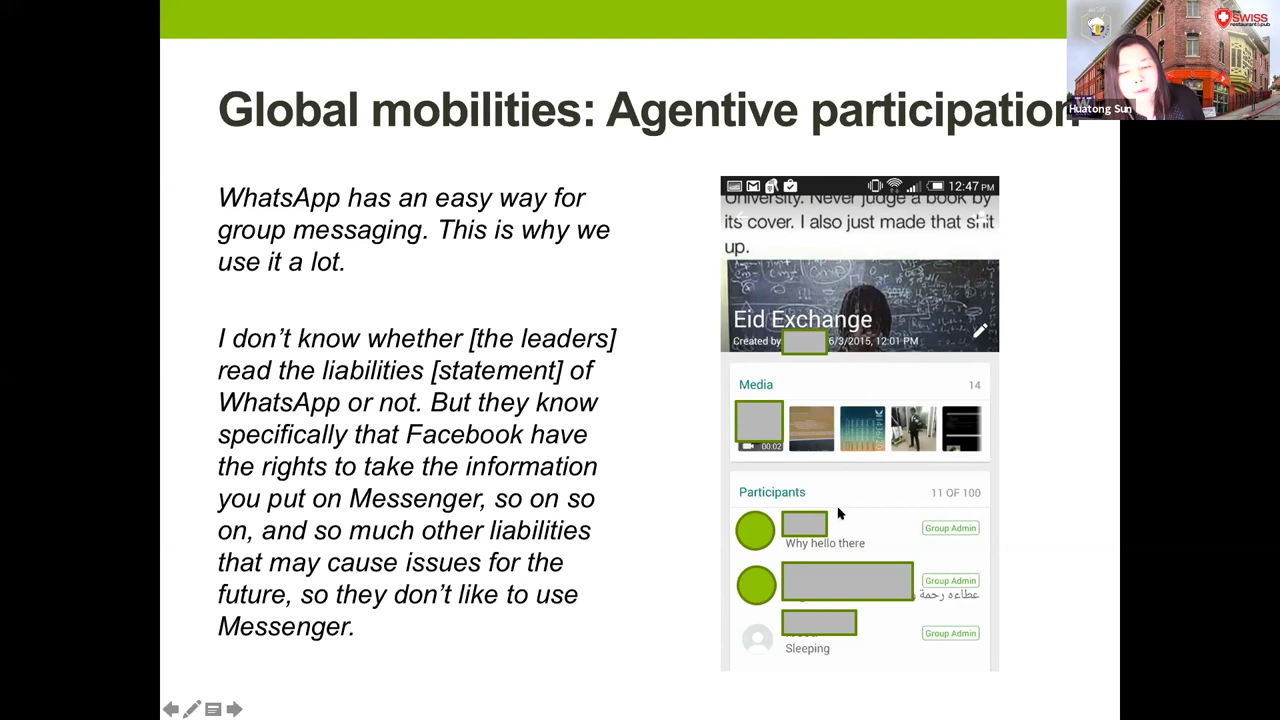 SWISS
restaurant&pub
Huatong Sun
Global mobilities: Agentive participation
WhatsApp has an easy way for
group messaging. This is why we
use it a lot.
I don’t know whether [the leaders]
read the liabilities [statement] of
WhatsApp or not. But they know
specifically that Facebook have
the rights to take the information
you put on Messenger, so on so
on, and so much other liabilities
that may cause issues for the
future, so they don’t like to use
Messenger.
12:47 PM
University. Never judge a book by
its cover. I also just made that shit
up.
Eid Exchange
Created by 6/3/2015, 12:01 PM
Media 14
00:02
Participants 11 OF 100
Group Admin
Why hello there
Group Admin
عطاءه رحمة
Group Admin
Sleeping